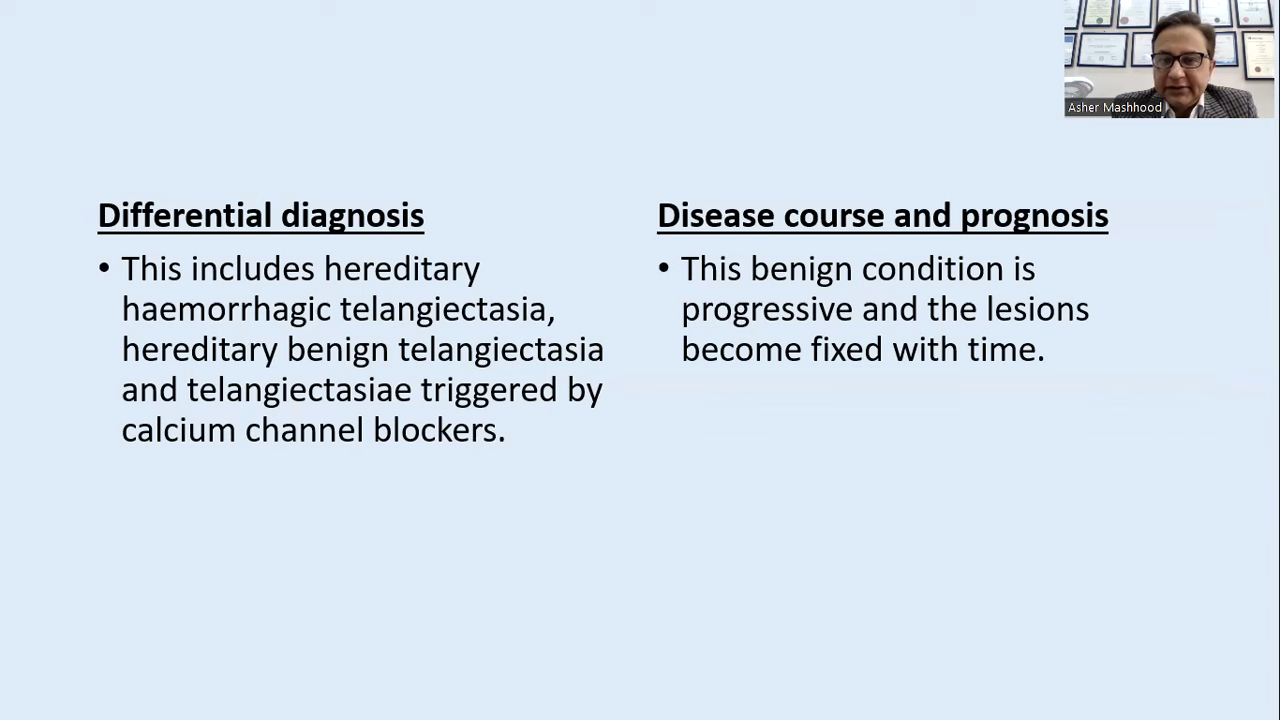 Asher Mashhood
Differential diagnosis
• This includes hereditary
haemorrhagic telangiectasia,
hereditary benign telangiectasia
and telangiectasiae triggered by
calcium channel blockers.
Disease course and prognosis
• This benign condition is
progressive and the lesions
become fixed with time.